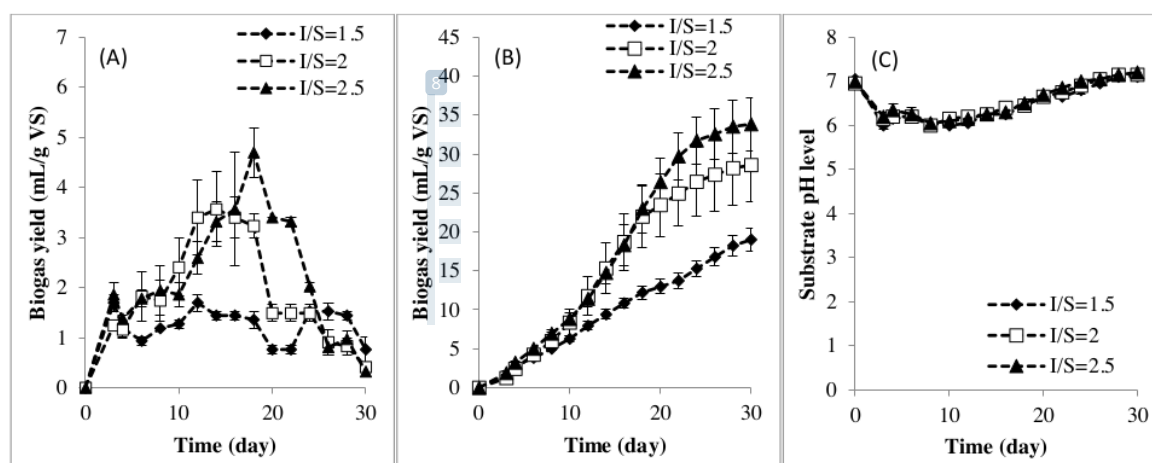 (A)
I/S=1.5
I/S=2
I/S=2.5
Biogas yield (mL/g VS)
7
6
5
4
3
2
1
0
0 10 20 30
Time (day)
(B)
I/S=1.5
I/S=2
I/S=2.5
Biogas yield (mL/g VS)
8
45
40
35
30
25
20
15
10
5
0
0 10 20 30
Time (day)
(C)
Substrate pH level
8
7
6
5
4
3
2
1
0
I/S=1.5
I/S=2
I/S=2.5
0 10 20 30
Time (day)